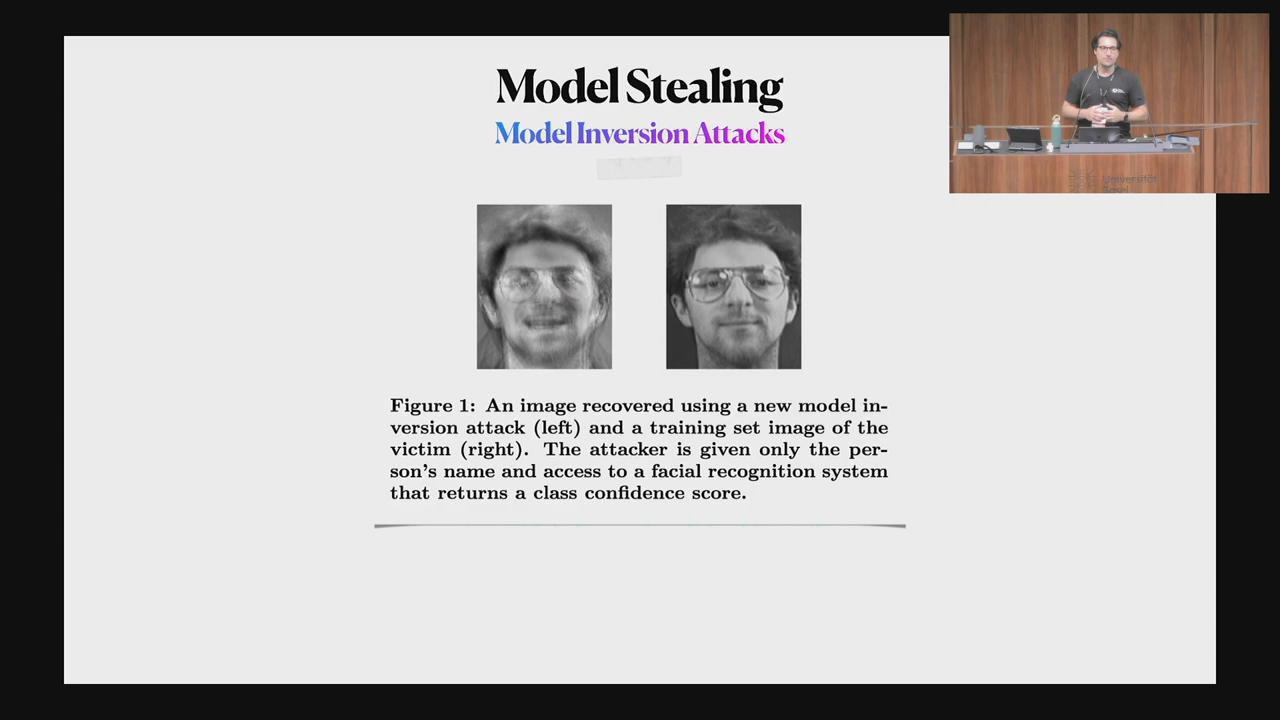 Model Stealing
Model Inversion Attacks
Figure 1: An image recovered using a new model in-
version attack (left) and a training set image of the
victim (right). The attacker is given only the per-
son's name and access to a facial recognition system
that returns a class confidence score.
Universität
Basel